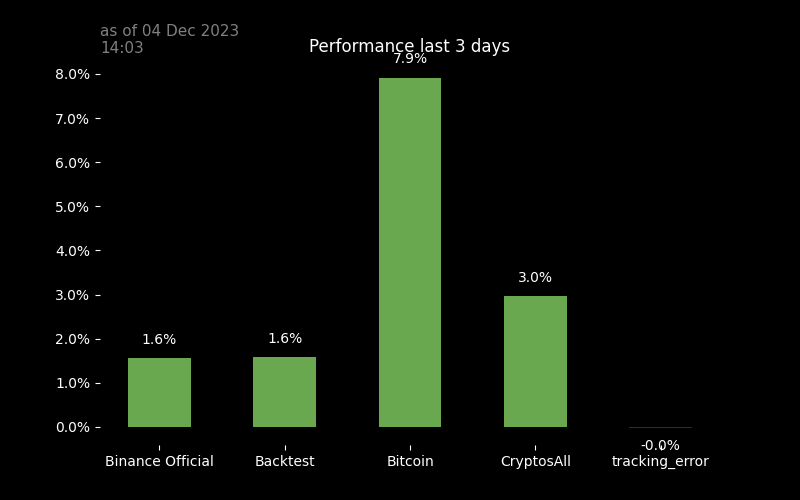 as of 04 Dec 2023
14:03
Performance last 3 days
7.9%
8.0%
7.0%
6.0%
5.0%
4.0%
3.0%
3.0%
2.0%
1.6%
1.6%
1.0%
0.0%
-0.0%
Binance Official
Backtest
Bitcoin
CryptosAll
tracking_error